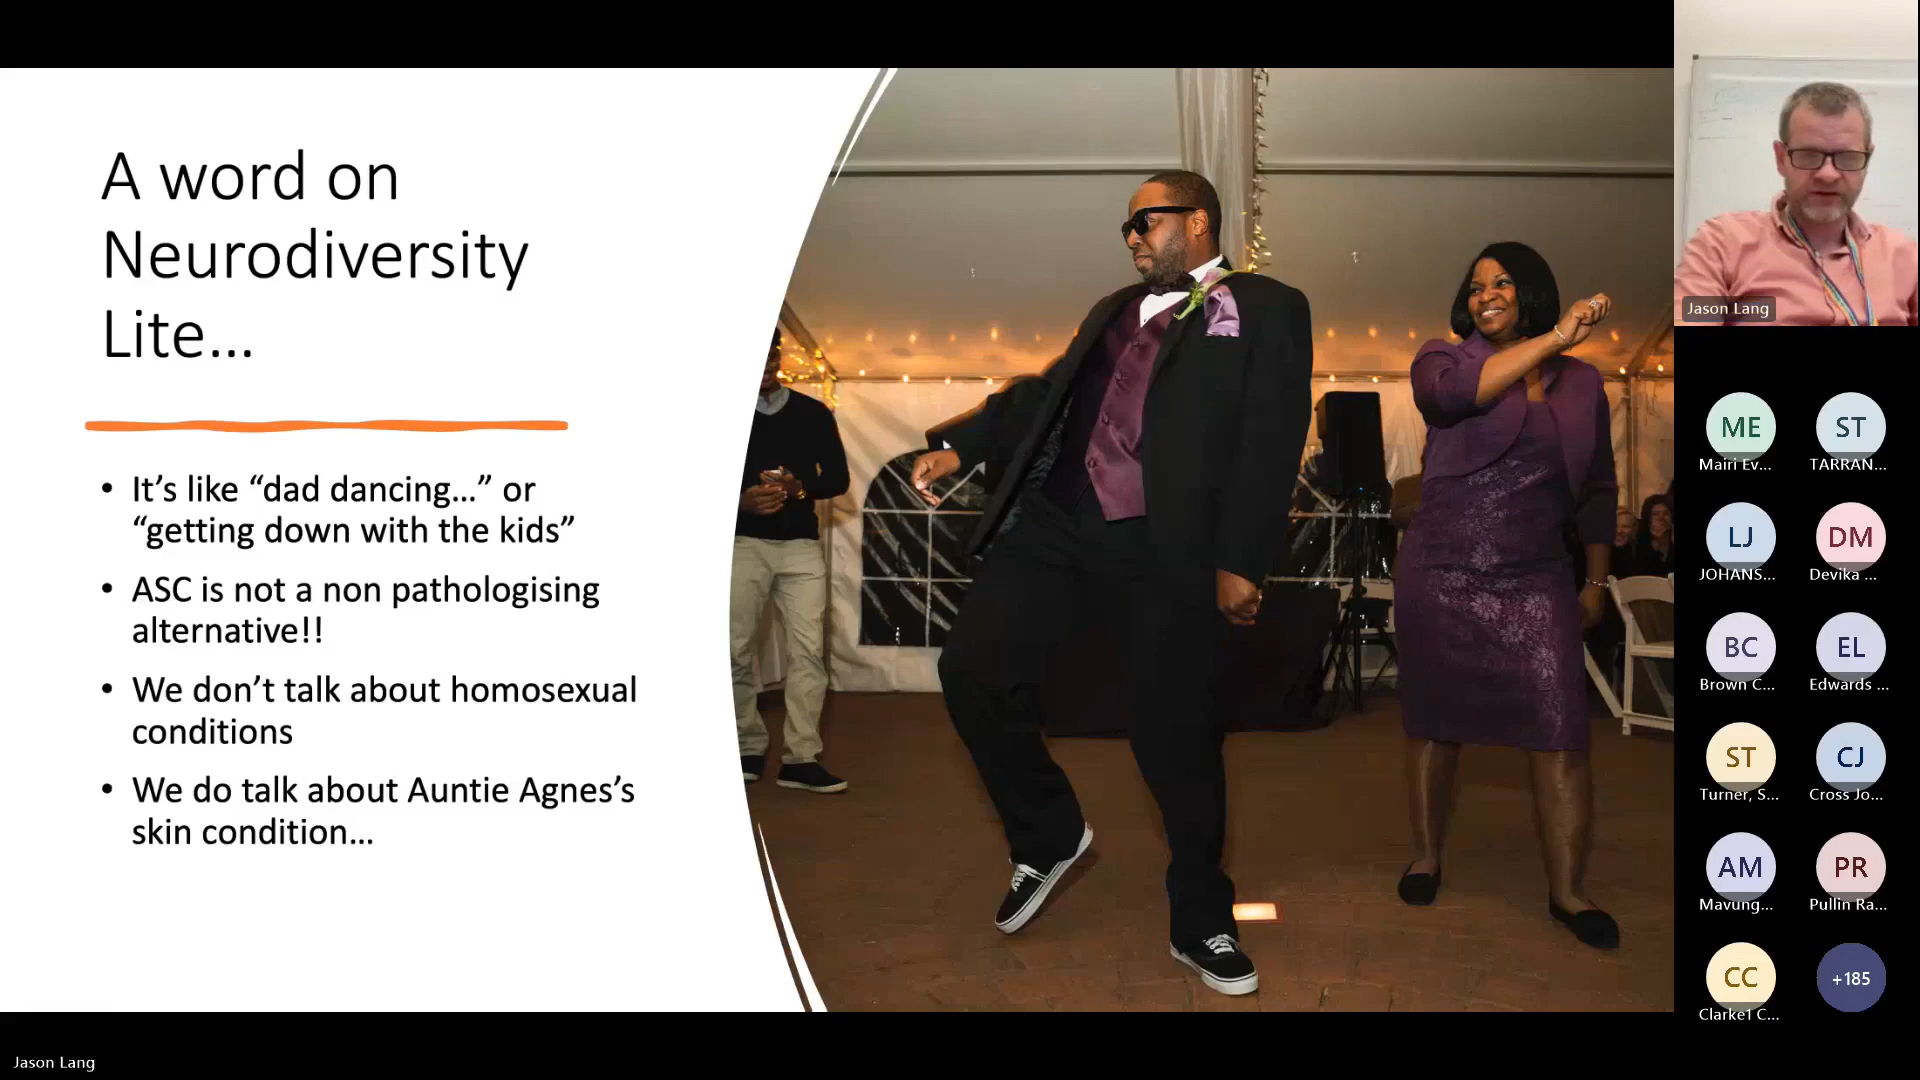 A word on
Neurodiversity
Lite...
• It’s like “dad dancing...” or
“getting down with the kids”
• ASC is not a non pathologising
alternative!!
• We don’t talk about homosexual
conditions
• We do talk about Auntie Agnes’s
skin condition...
Jason Lang
ME
Mairi Ev...
ST
TARRAN...
LJ
JOHANS...
DM
Devika ...
BC
Brown C...
EL
Edwards ...
ST
Turner, S...
CJ
Cross Jo...
AM
Mavung...
PR
Pullin Ra...
CC
Clarke1 C...
+185
Jason Lang